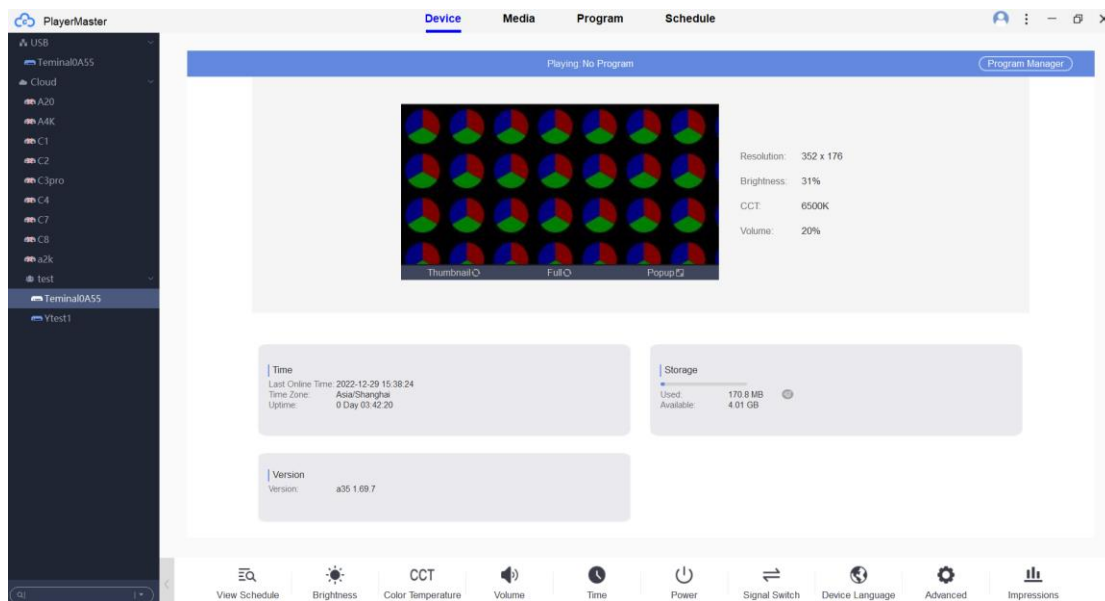 PlayerMaster
Device Media Program Schedule
USB
Teminal0A55
Cloud
A20
A4K
C1
C2
C3pro
C4
C7
C8
a2k
test
Teminal0A55
Ytest1
Playing:No Program
Program Manager
Thumbnail Full Popup
Resolution: 352 x 176
Brightness: 31%
CCT: 6500K
Volume: 20%
Time
Last Online Time: 2022-12-29 15:38:24
Time Zone: Asia/Shanghai
Uptime: 0 Day 03:42:20
Storage
Used: 170.8 MB
Available: 4.01 GB
Version
Version: a35 1.69.7
View Schedule
Brightness
CCT
Color Temperature
Volume
Time
Power
Signal Switch
Device Language
Advanced
Impressions